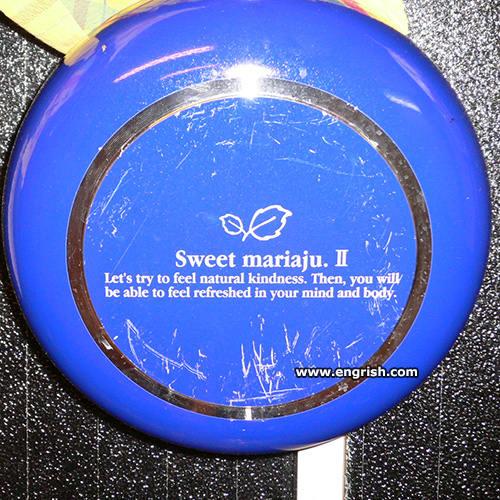 Sweet mariaju. Ⅱ
Let's try to feel natural kindness. Then, you will
be able to feel refreshed in your mind and body.
www.engrish.com